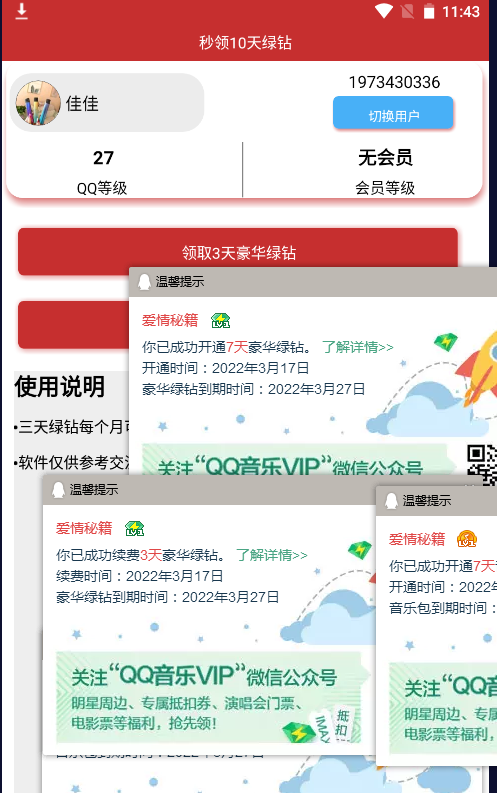 11:43
秒领10天绿钻
佳佳
1973430336
切换用户
27
无会员
QQ等级
会员等级
领取3天豪华绿钻
温馨提示
爱情秘籍
LV1
你已成功开通7天豪华绿钻。 了解详情>>
开通时间：2022年3月17日
豪华绿钻到期时间：2022年3月27日
关注“QQ音乐VIP”微信公众号
使用说明
•三天绿钻每个月可
•软件仅供参考交流
温馨提示
爱情秘籍
LV1
你已成功续费3天豪华绿钻。 了解详情>>
续费时间：2022年3月17日
豪华绿钻到期时间：2022年3月27日
关注“QQ音乐VIP”微信公众号
明星周边、专属抵扣券、演唱会门票、
电影票等福利，抢先领！
IMAX
抵扣
温馨提示
爱情秘籍
LV1
你已成功开通7天
开通时间：2022年
音乐包到期时间：
关注“QQ
明星周边、专属
电影票等福利，